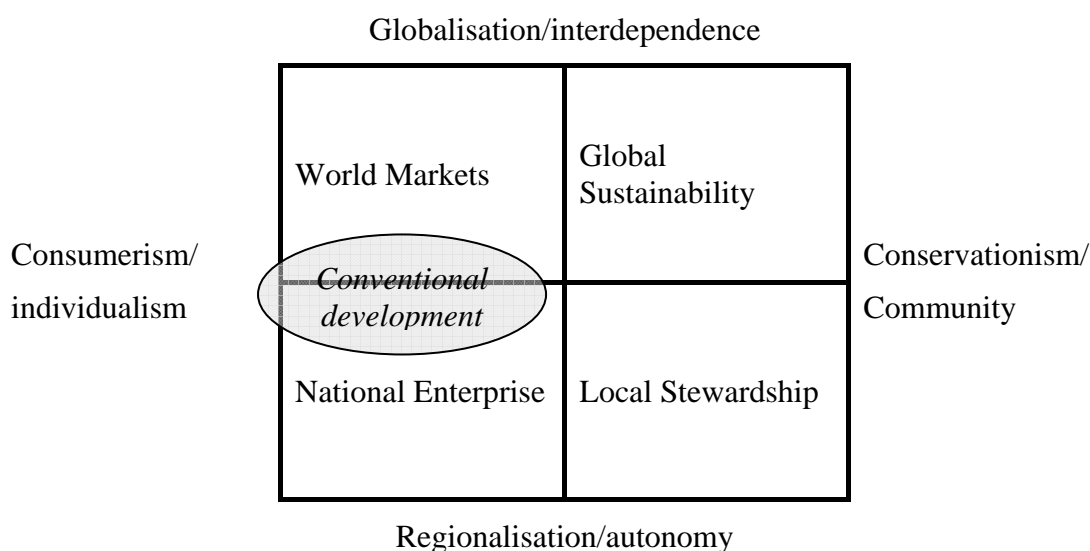 Globalisation/interdependence
World Markets
Global
Sustainability
Consumerism/
individualism
Conventional
development
Conservationism/
Community
National Enterprise
Local Stewardship
Regionalisation/autonomy